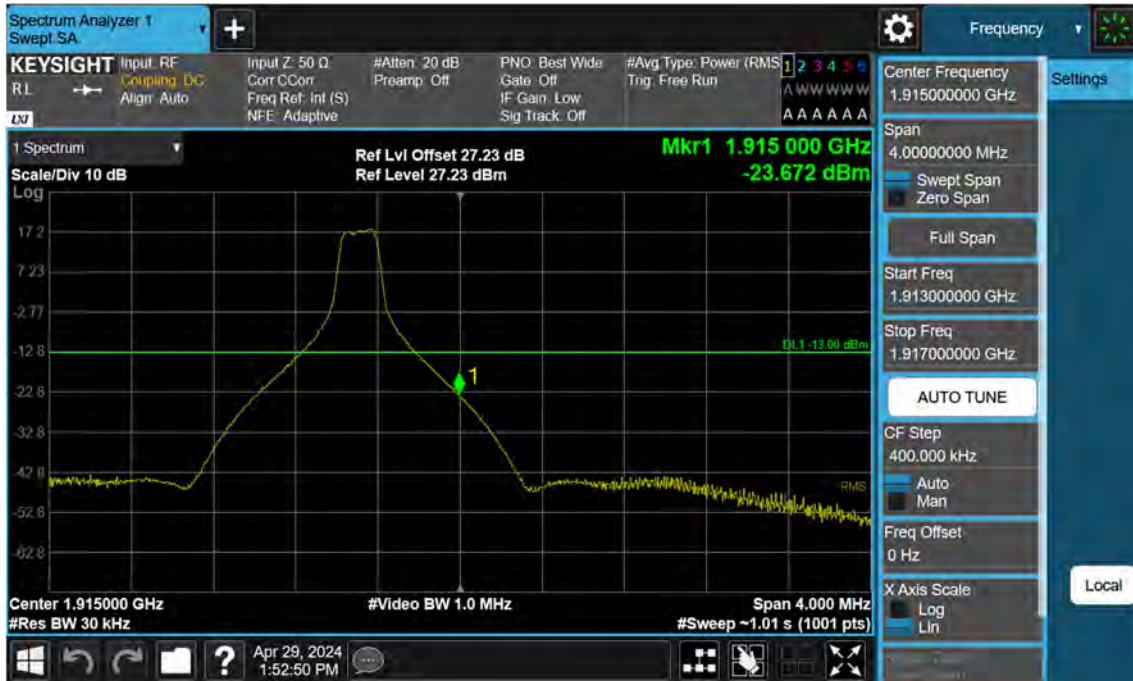 Spectrum Analyzer 1
Swept SA
+
Frequency
KEYSIGHT
RL
LXI
Input: RF
Coupling: DC
Align: Auto
Input Z: 50 Ω
Corr CCorr
Freq Ref: Int (S)
NFE: Adaptive
#Atten: 20 dB
Preamp: Off
PNO: Best Wide
Gate: Off
IF Gain: Low
Sig Track: Off
#Avg Type: Power (RMS
Trig: Free Run
1 2 3 4 5 6
A W W W W W
A A A A A A
Center Frequency
1.915000000 GHz
Settings
Span
4.00000000 MHz
Swept Span
Zero Span
Full Span
Start Freq
1.913000000 GHz
Stop Freq
1.917000000 GHz
AUTO TUNE
CF Step
400.000 kHz
Auto
Man
Freq Offset
0 Hz
X Axis Scale
Log
Lin
Local
1 Spectrum
Scale/Div 10 dB
Log
Ref Lvl Offset 27.23 dB
Ref Level 27.23 dBm
Mkr1 1.915 000 GHz
-23.672 dBm
17.2
7.23
-2.77
-12.8
DL1 -13.00 dBm
1
-22.8
-32.8
-42.8
RMS
-52.8
-62.8
Center 1.915000 GHz
#Video BW 1.0 MHz
Span 4.000 MHz
#Res BW 30 kHz
#Sweep ~1.01 s (1001 pts)
?
Apr 29, 2024
1:52:50 PM